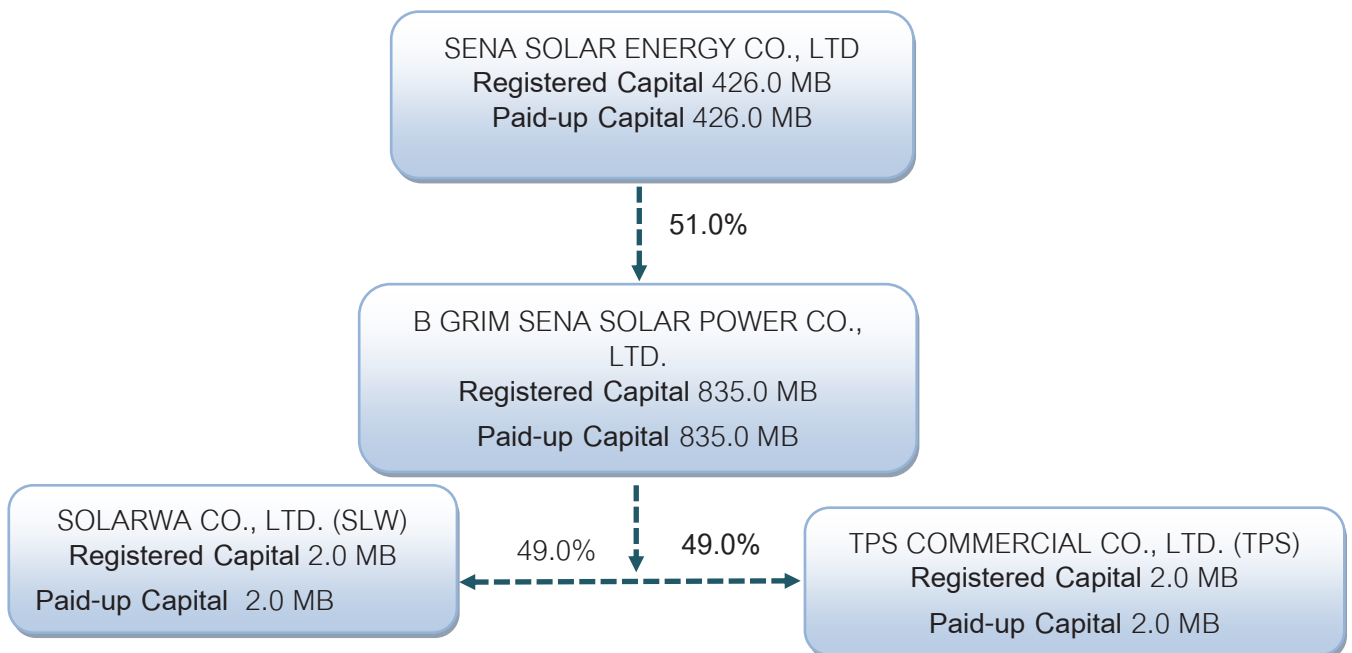 SENA SOLAR ENERGY CO., LTD
Registered Capital 426.0 MB
Paid-up Capital 426.0 MB
51.0%
B GRIM SENA SOLAR POWER CO.,
LTD.
Registered Capital 835.0 MB
Paid-up Capital 835.0 MB
SOLARWA CO., LTD. (SLW)
Registered Capital 2.0 MB
Paid-up Capital 2.0 MB
49.0%
49.0%
TPS COMMERCIAL CO., LTD. (TPS)
Registered Capital 2.0 MB
Paid-up Capital 2.0 MB